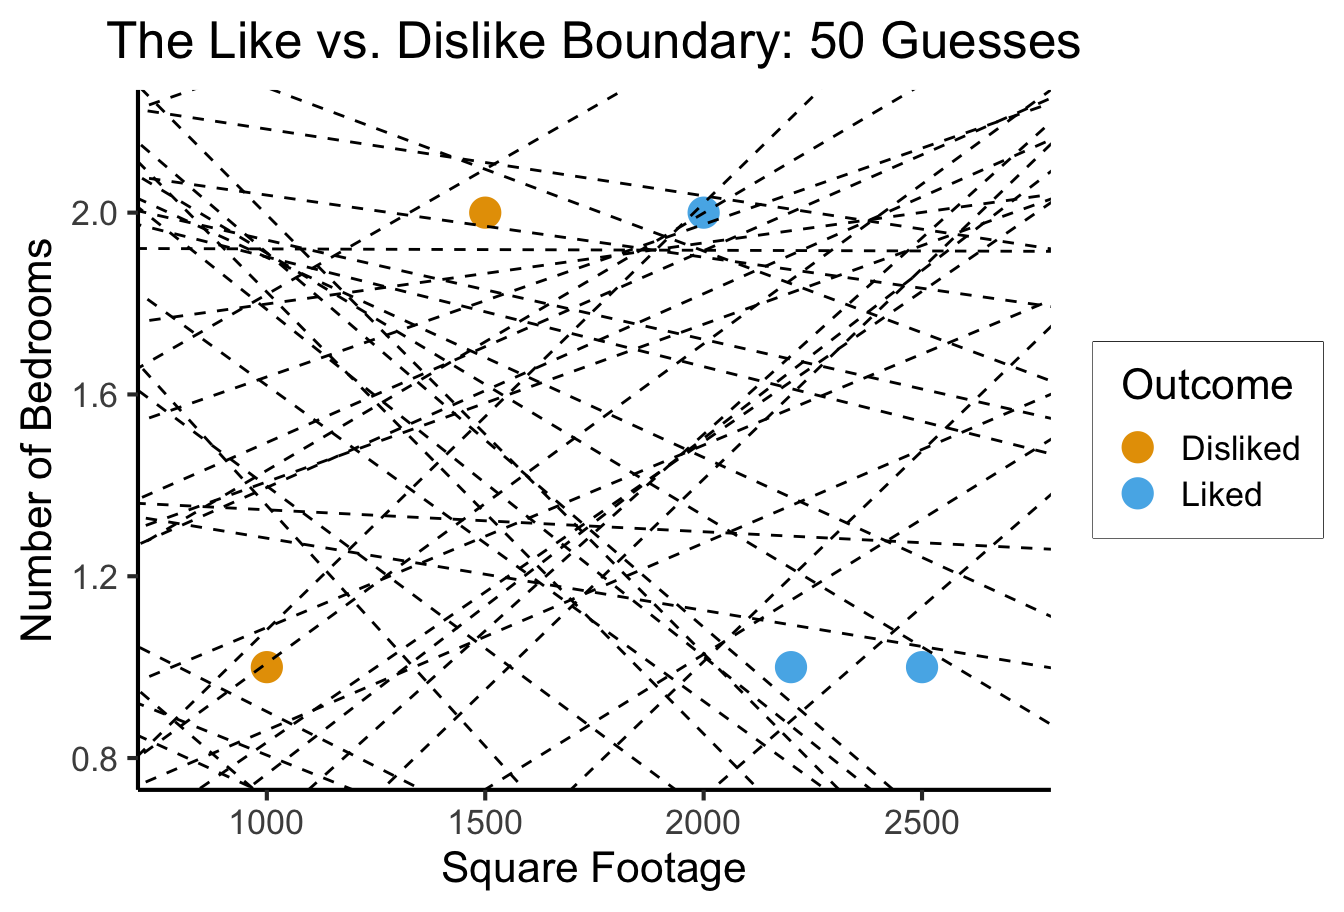 The Like vs. Dislike Boundary: 50 Guesses
Number of Bedrooms
2.0
1.6
1.2
0.8
1000 1500 2000 2500
Square Footage
Outcome
Disliked
Liked